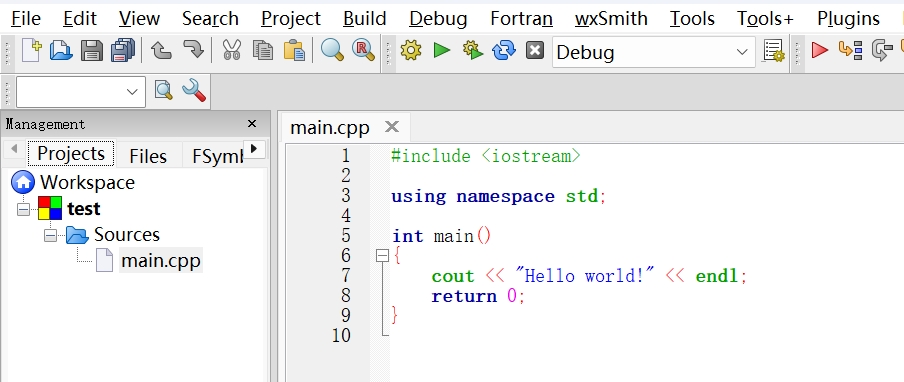 File Edit View Search Project Build Debug Fortran wxSmith Tools Tools+ Plugins
Debug
Management
main.cpp
Projects Files
Workspace
test
Sources
main.cpp
1 #include <iostream>
2
3 using namespace std;
4
5 int main()
6 {
7 cout << "Hello world!" << endl;
8 return 0;
9 }
10